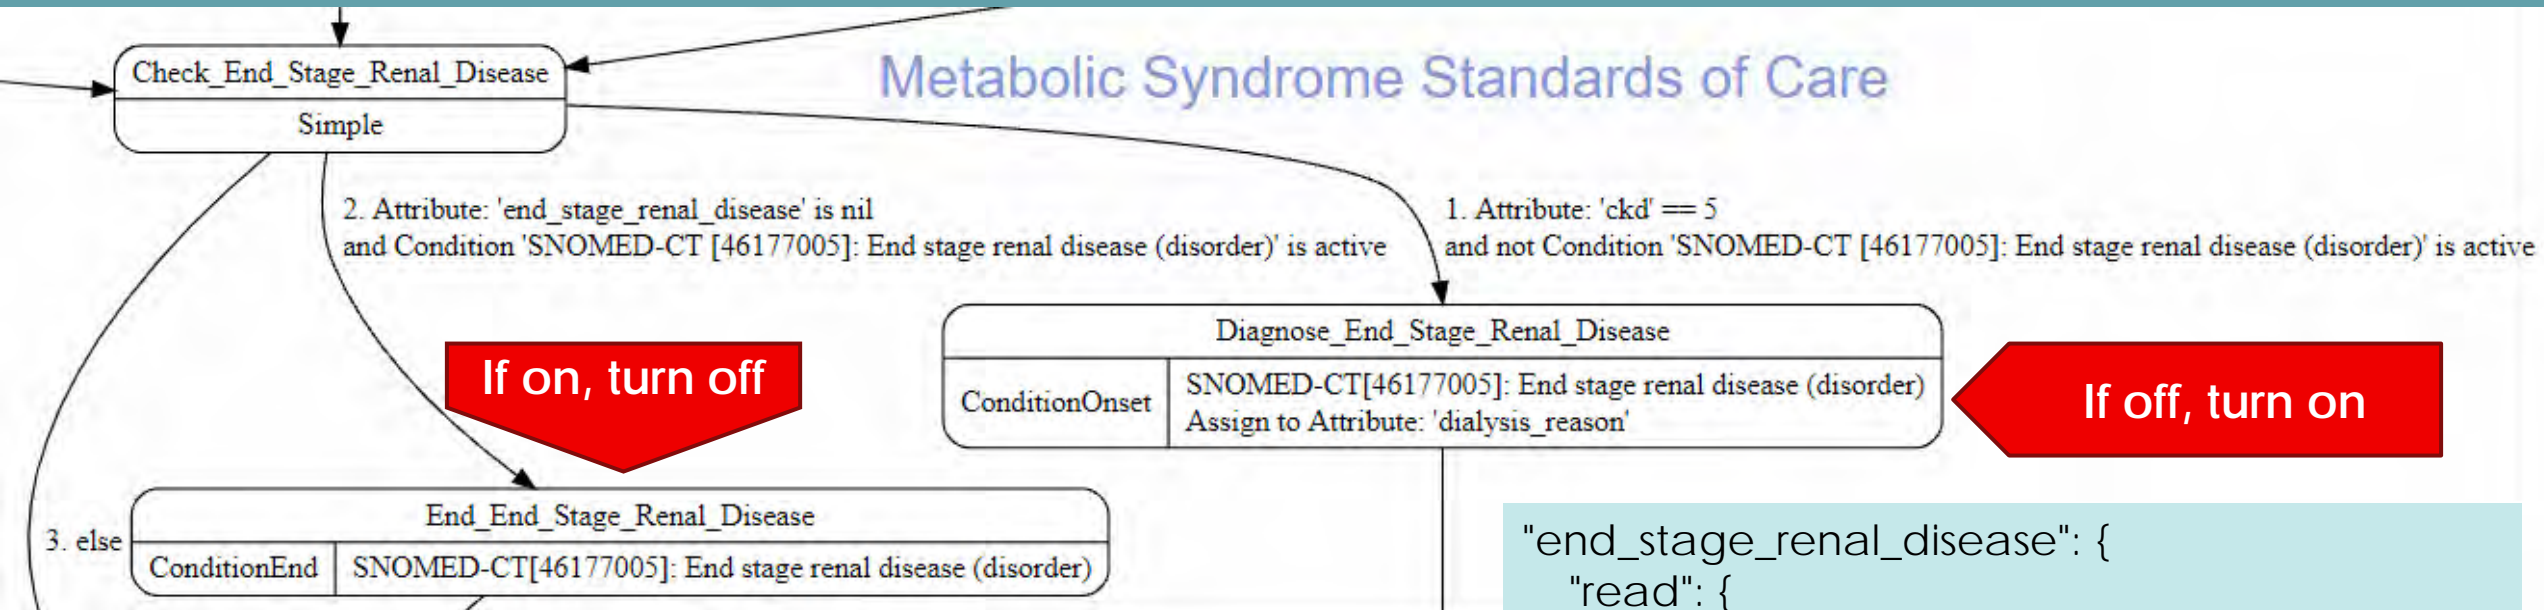 Metabolic Syndrome Standards of Care
Check_End_Stage_Renal_Disease
Simple
2. Attribute: 'end_stage_renal_disease' is nil
and Condition 'SNOMED-CT [46177005]: End stage renal disease (disorder)' is active
1. Attribute: 'ckd' == 5
and not Condition 'SNOMED-CT [46177005]: End stage renal disease (disorder)' is active
If on, turn off
Diagnose_End_Stage_Renal_Disease
ConditionOnset
SNOMED-CT[46177005]: End stage renal disease (disorder)
Assign to Attribute: 'dialysis_reason'
If off, turn on
3. else
End_End_Stage_Renal_Disease
ConditionEnd
SNOMED-CT[46177005]: End stage renal disease (disorder)
"end_stage_renal_disease": {
"read": {